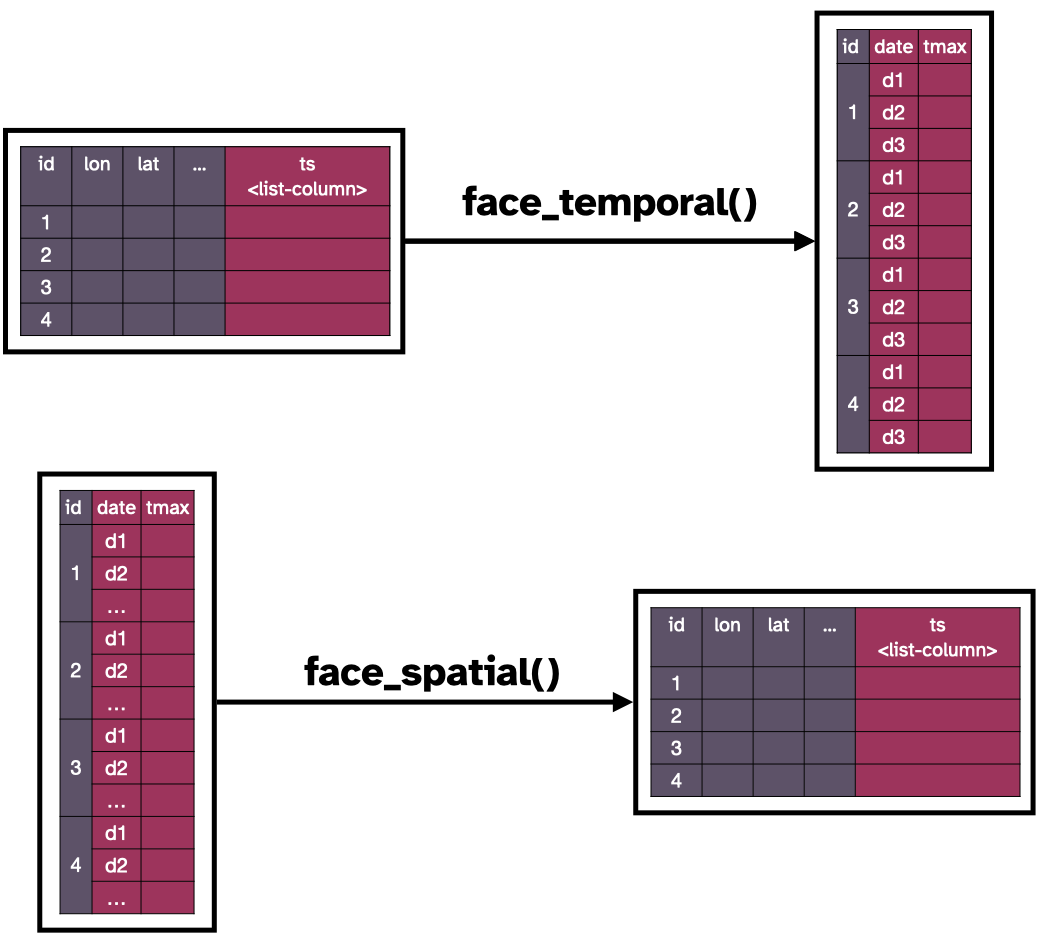 id lon lat ... ts
<list-column>
1
2
3
4
face_temporal()
id date tmax
d1
1 d2
d3
d1
2 d2
d3
d1
3 d2
d3
d1
4 d2
d3
id date tmax
d1
1 d2
...
d1
2 d2
...
d1
3 d2
...
d1
4 d2
...
face_spatial()
id lon lat ... ts
<list-column>
1
2
3
4